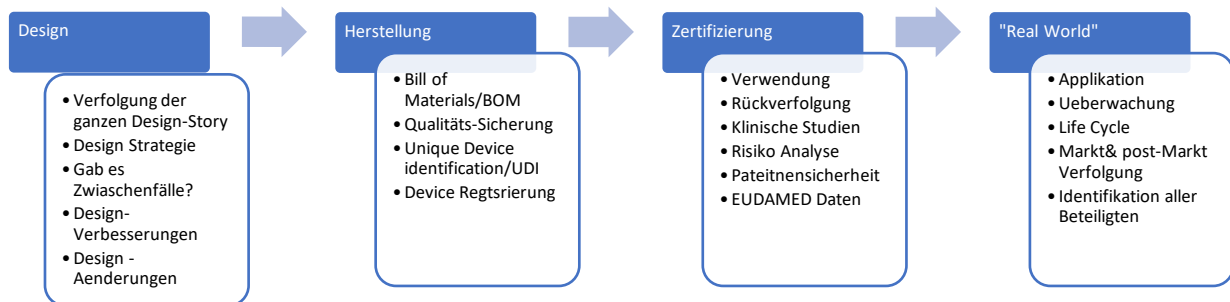 Design
• Verfolgung der
ganzen Design-Story
• Design Strategie
• Gab es
Zwiaschenfälle?
• Design-
Verbesserungen
• Design -
Aenderungen
Herstellung
• Bill of
Materials/BOM
• Qualitäts-Sicherung
• Unique Device
identification/UDI
• Device Regtsrierung
Zertifizierung
• Verwendung
• Rückverfolgung
• Klinische Studien
• Risiko Analyse
• Pateitnensicherheit
• EUDAMED Daten
"Real World"
• Applikation
• Ueberwachung
• Life Cycle
• Markt& post-Markt
Verfolgung
• Identifikation aller
Beteiligten